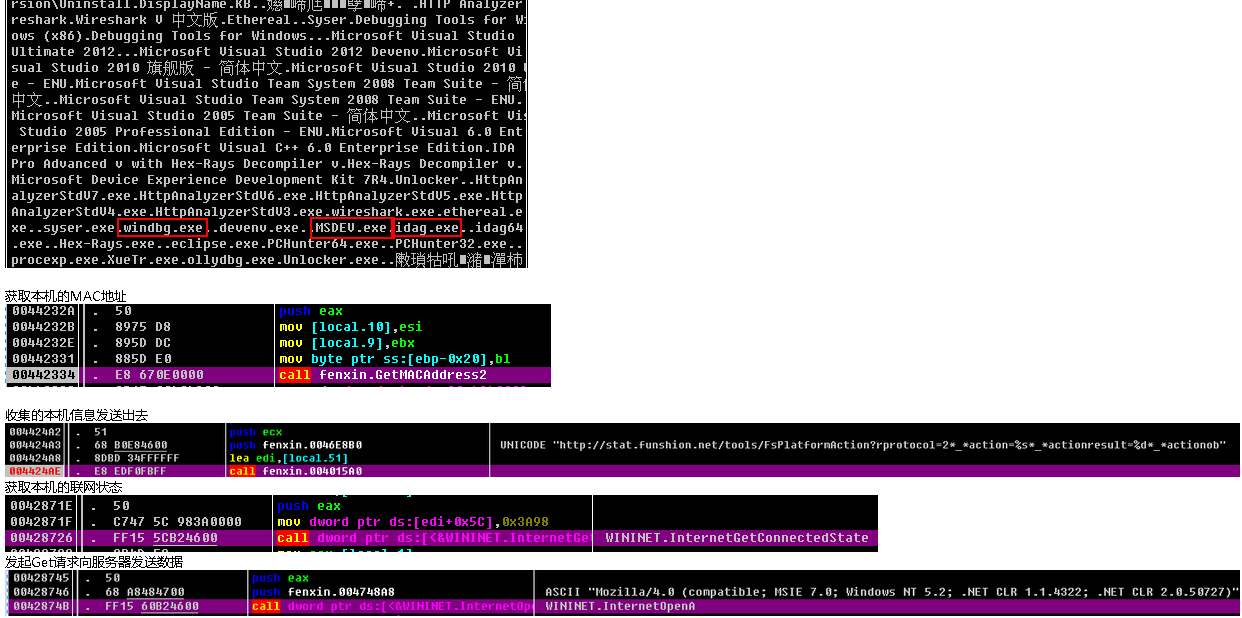 rsion\Uninstall.DisplayName.KB..
+. .HTTP Analyzer
reshark.Wireshark V 中文版.Ethereal..Syser.Debugging Tools for Wi
ows (x86).Debugging Tools for Windows...Microsoft Visual Studio
Ultimate 2012...Microsoft Visual Studio 2012 Devenv.Microsoft Vi
sual Studio 2010 旗舰版 - 简体中文.Microsoft Visual Studio 2010 U
e - ENU.Microsoft Visual Studio Team System 2008 Team Suite - 简
中文..Microsoft Visual Studio Team System 2008 Team Suite - ENU.
Microsoft Visual Studio 2005 Team Suite - 简体中文..Microsoft Vis
Studio 2005 Professional Edition - ENU.Microsoft Visual 6.0 Ent
erprise Edition.Microsoft Visual C++ 6.0 Enterprise Edition.IDA
Pro Advanced v with Hex-Rays Decompiler v.Hex-Rays Decompiler v.
Microsoft Device Experience Development Kit 7R4.Unlocker..HttpAn
alyzerStdV7.exe.HttpAnalyzerStdV6.exe.HttpAnalyzerStdV5.exe.Http
AnalyzerStdV4.exe.HttpAnalyzerStdV3.exe.wireshark.exe.ethereal.e
xe..syser.exe.windbg.exe..devenv.exe..MSDEV.exe.idag.exe..idag64
.exe..Hex-Rays.exe..eclipse.exe.PCHunter64.exe..PCHunter32.exe..
procexp.exe.XueTr.exe.ollydbg.exe.Unlocker.exe..
获取本机的MAC地址
0044232A . 50 push eax
0044232B . 8975 D8 mov [local.10],esi
0044232E . 895D DC mov [local.9],ebx
00442331 . 885D E0 mov byte ptr ss:[ebp-0x20],bl
00442334 . E8 670E0000 call fenxin.GetMACAddress2
收集的本机信息发送出去
004424A2 . 51 push ecx
004424A3 . 68 B0E84600 push fenxin.0046E8B0 UNICODE "http://stat.funshion.net/tools/FsPlatformAction?rprotocol=2*_*action=%s*_*actionresult=%d*_*actionob"
004424A8 . 8DBD 34FFFFFF lea edi,[local.51]
004424AE . E8 EDF0FBFF call fenxin.004015A0
获取本机的联网状态
0042871E . 50 push eax
0042871F . C747 5C 983A0000 mov dword ptr ds:[edi+0x5C],0x3A98
00428726 . FF15 5CB24600 call dword ptr ds:[<&WININET.InternetGet WININET.InternetGetConnectedState
发起Get请求向服务器发送数据
00428745 . 50 push eax
00428746 . 68 A8484700 push fenxin.004748A8 ASCII "Mozilla/4.0 (compatible; MSIE 7.0; Windows NT 5.2; .NET CLR 1.1.4322; .NET CLR 2.0.50727)"
0042874B . FF15 60B24600 call dword ptr ds:[<&WININET.InternetOpe WININET.InternetOpenA